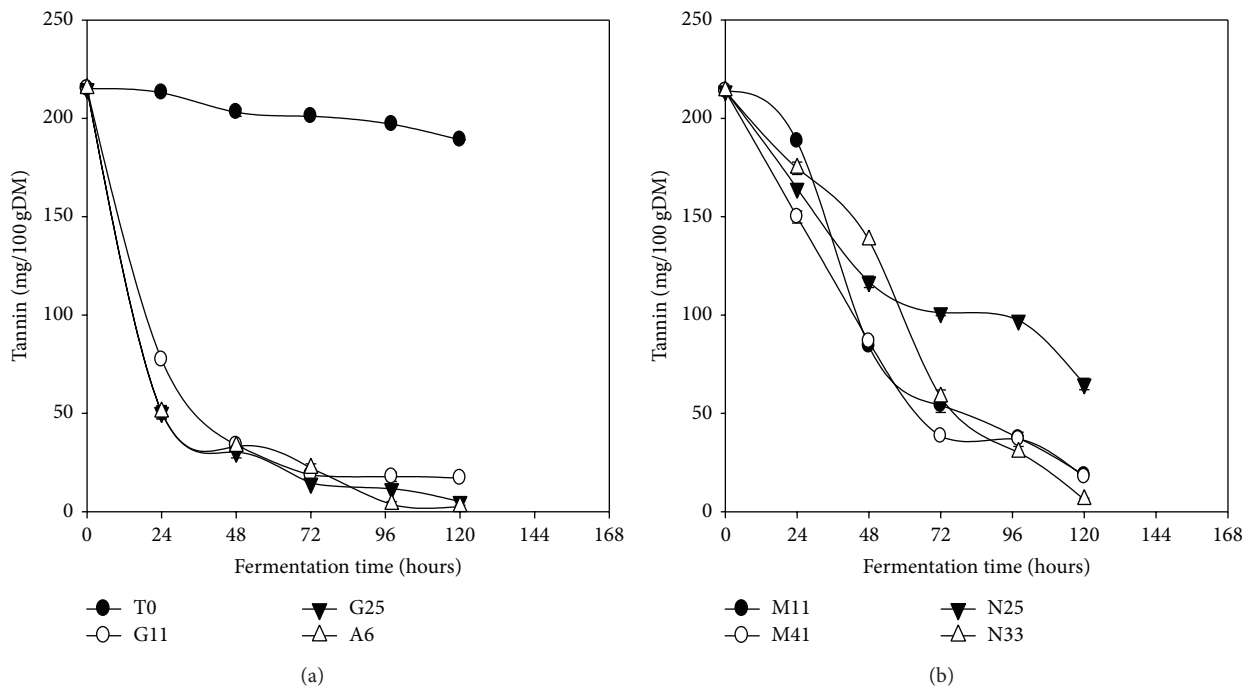 250
200
150
100
50
0
Tannin (mg/100 gDM)
0 24 48 72 96 120 144 168
Fermentation time (hours)
T0 G25
G11 A6
(a)
250
200
150
100
50
0
Tannin (mg/100 gDM)
0 24 48 72 96 120 144 168
Fermentation time (hours)
M11 N25
M41 N33
(b)